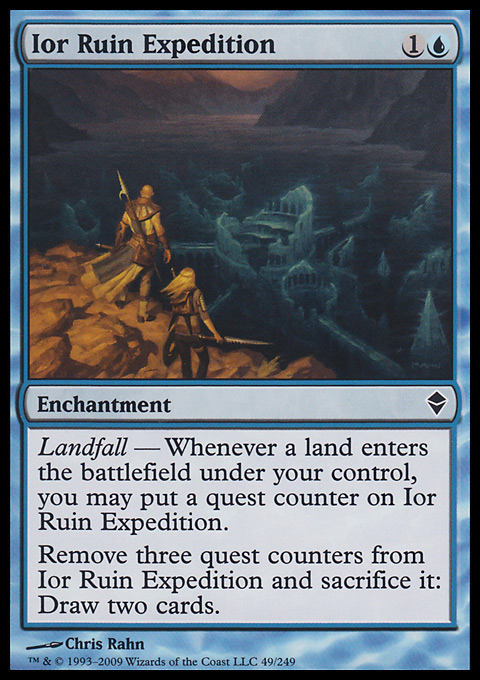 Ior Ruin Expedition 1
Enchantment
Landfall — Whenever a land enters
the battlefield under your control,
you may put a quest counter on Ior
Ruin Expedition.
Remove three quest counters from
Ior Ruin Expedition and sacrifice it:
Draw two cards.
Chris Rahn
™ & © 1993–2009 Wizards of the Coast LLC 49/249